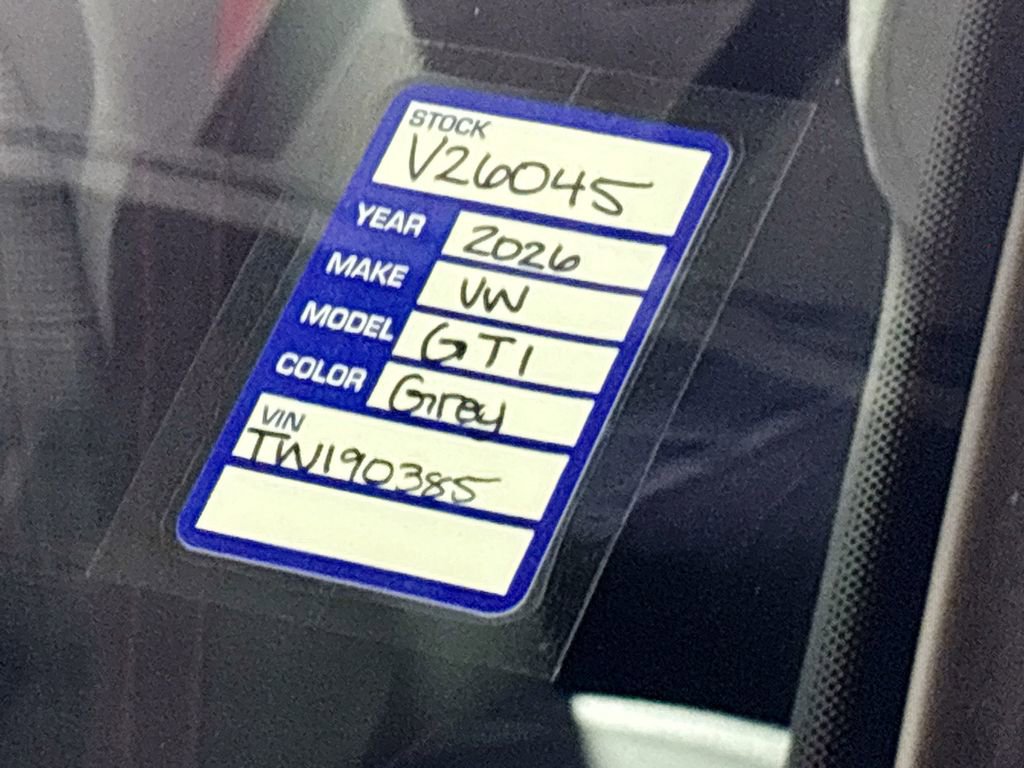 STOCK
V26045
YEAR 2026
MAKE VW
MODEL GTI
COLOR Grey
VIN
TW190385